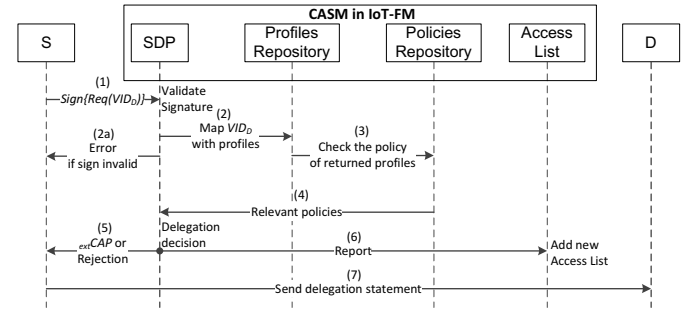 CASM in IoT-FM
S
SDP
Profiles
Repository
Policies
Repository
Access
List
D
(1)
Sign{Req(VID_D)}
Validate
Signature
(2)
Map VID_D
with profiles
(2a)
Error
if sign invalid
(3)
Check the policy
of returned profiles
(4)
Relevant policies
(5)
extCAP or
Rejection
Delegation
decision
(6)
Report
Add new
Access List
(7)
Send delegation statement